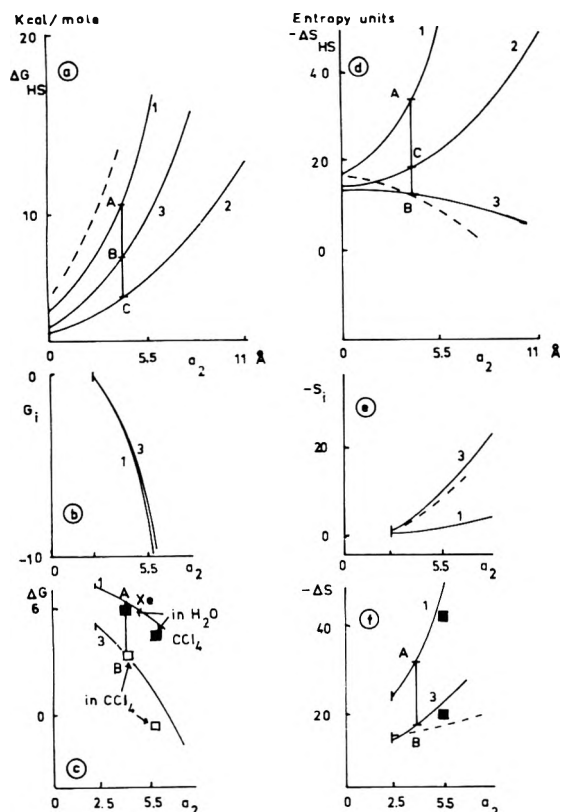 Kcal/mole
20
ΔG
HS
a
1
A
10
3
B
2
C
0
5.5
a2
11
Å
Entropy units
-ΔS
HS
1
2
d
40
A
C
20
3
B
0
0
5.5
a2
11
Å
0
Gi
3
1
b
-10
5.5
a2
-Si
e
20
3
1
0
5.5
a2
ΔG
1
A
Xe
6
in H2O
CCl4
3
B
in CCl4
0
c
0
2.5
5.5
a2
-ΔS
1
f
40
A
3
20
B
2.5
5.5
a2